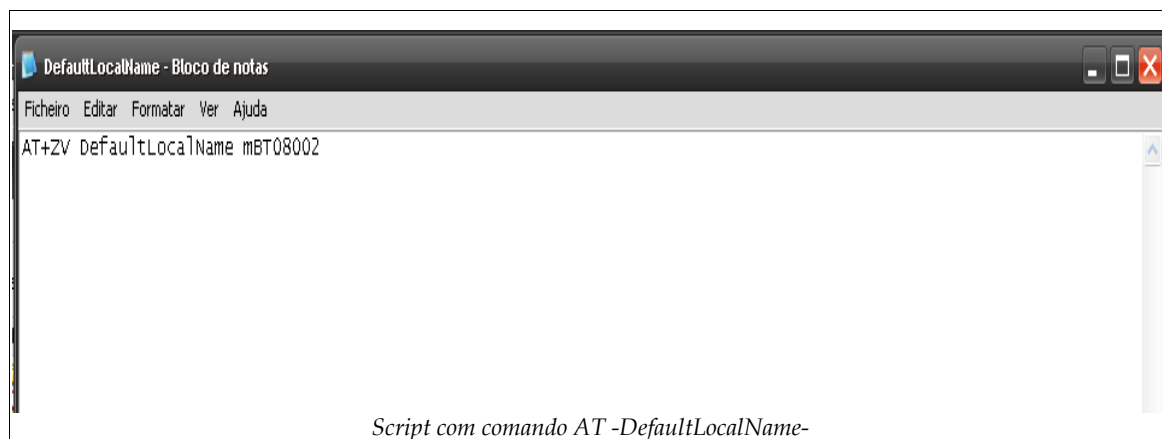 DefaultLocalName - Bloco de notas
Ficheiro Editar Formatar Ver Ajuda
AT+ZV DefaultLocalName mBT08002
Script com comando AT -DefaultLocalName-